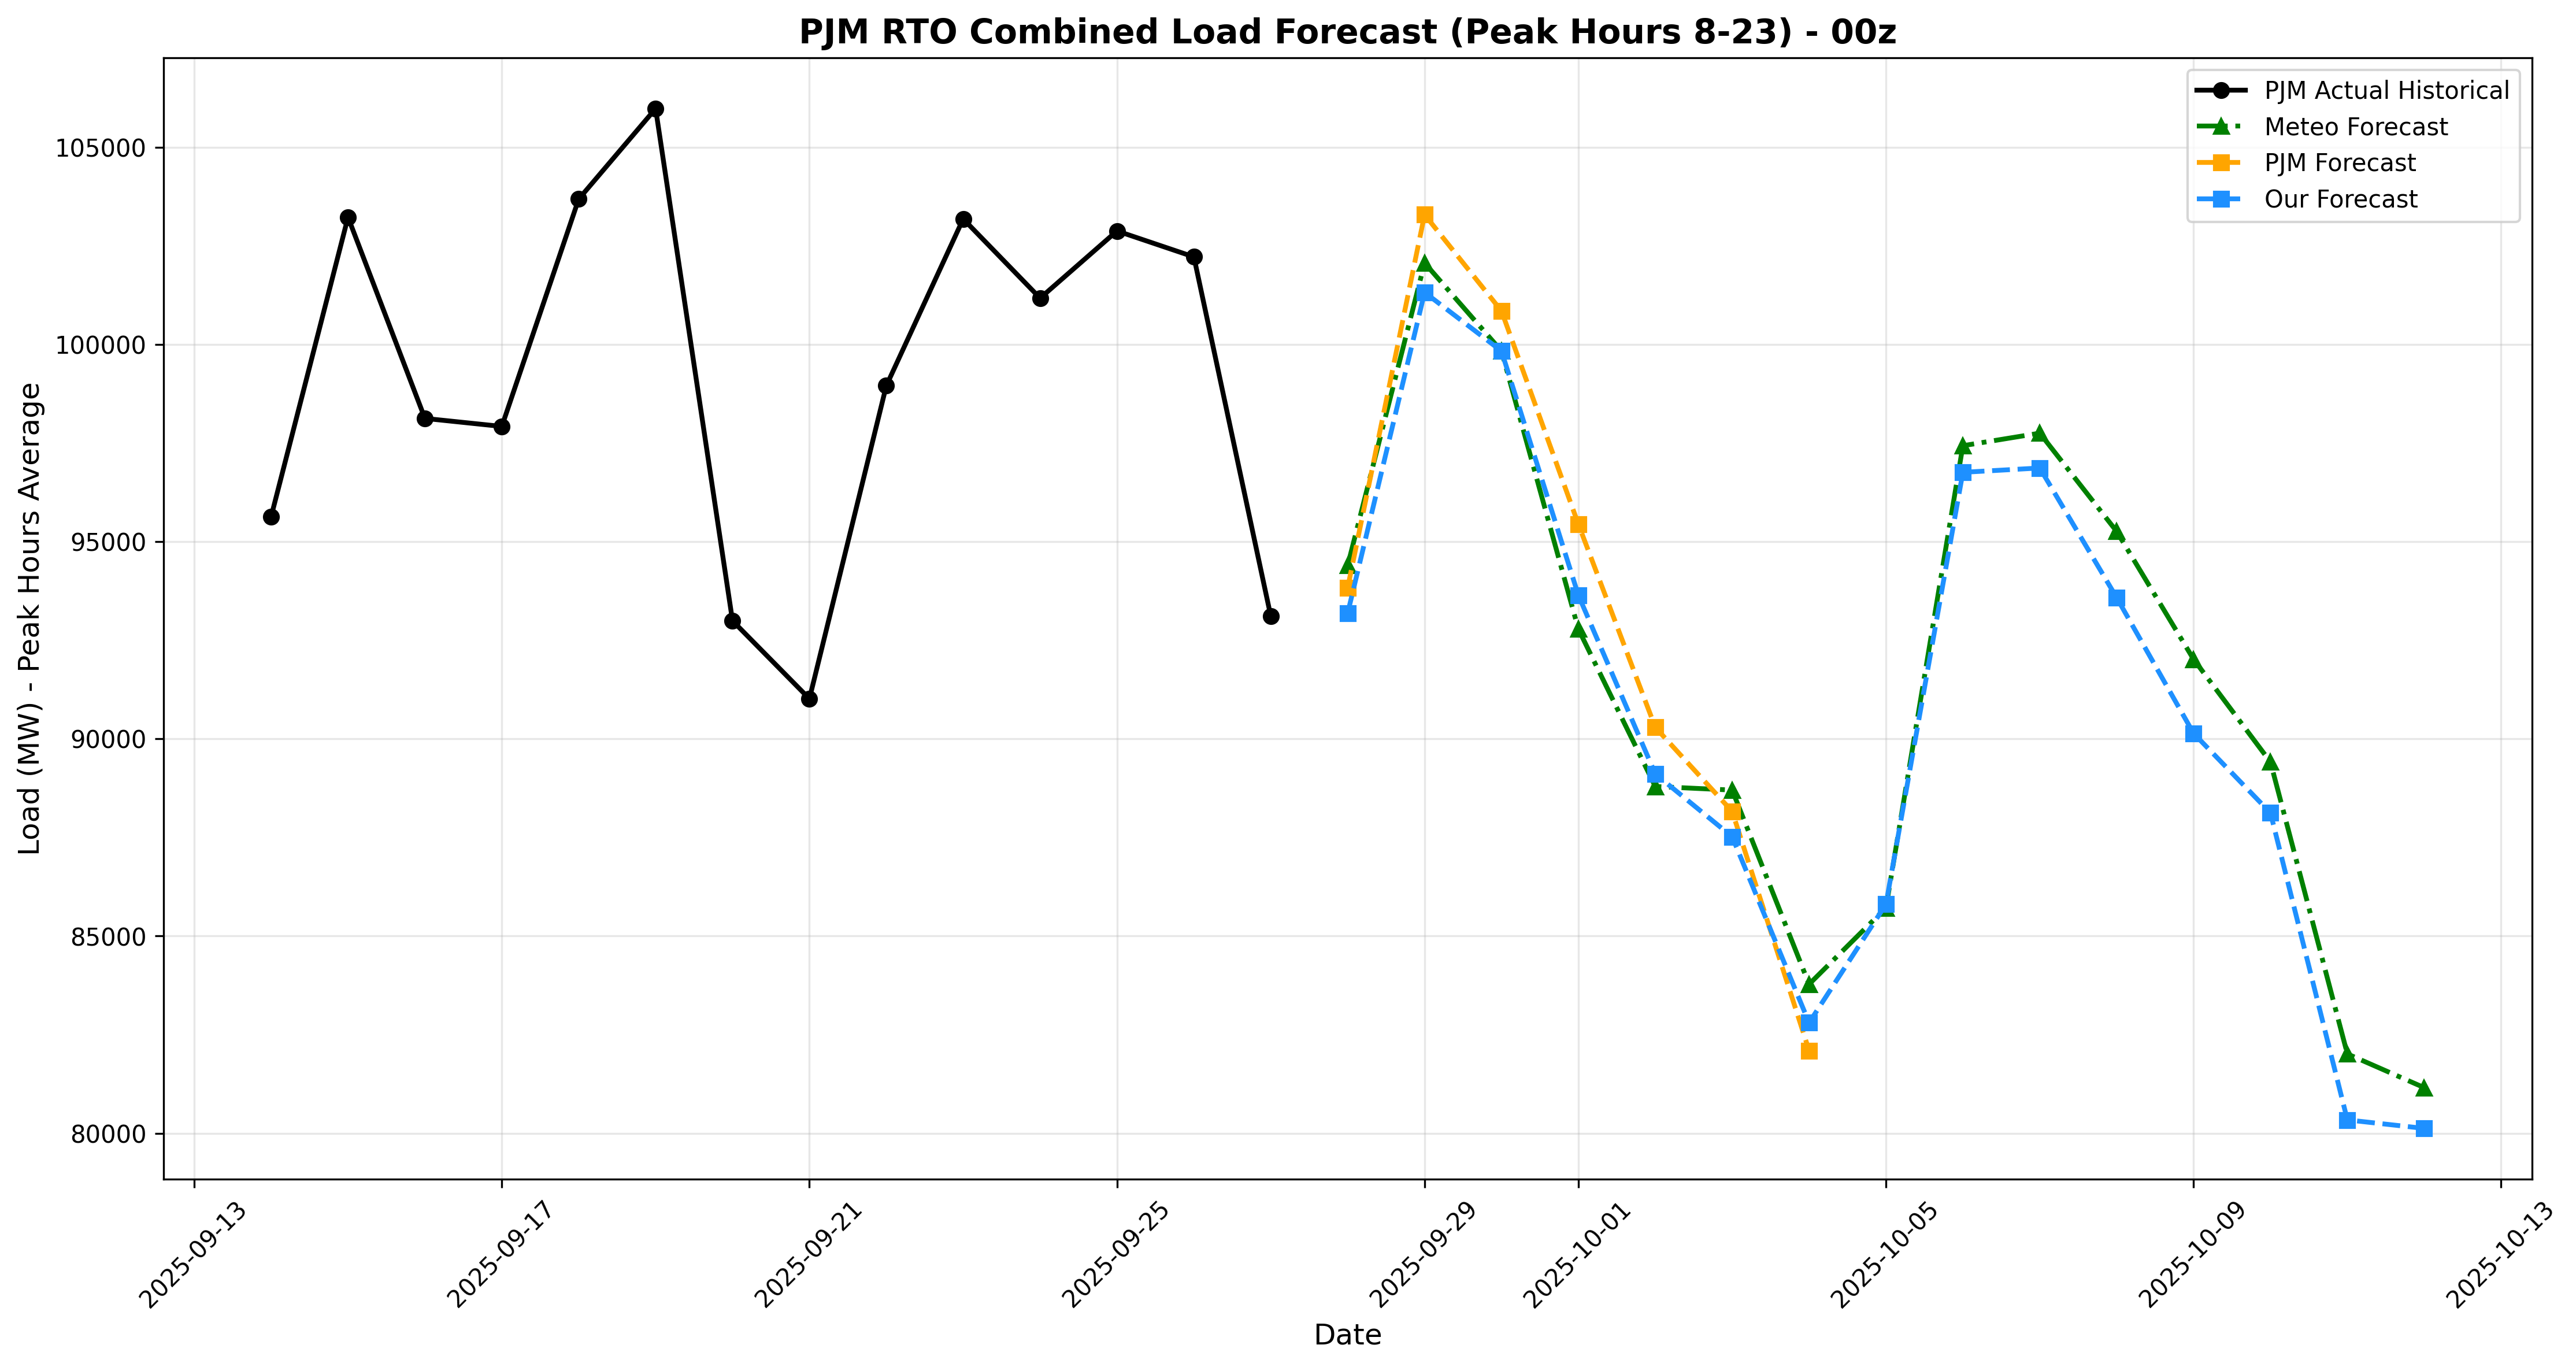 PJM RTO Combined Load Forecast (Peak Hours 8-23) - 00z
PJM Actual Historical
Meteo Forecast
PJM Forecast
Our Forecast
Load (MW) - Peak Hours Average
105000
100000
95000
90000
85000
80000
2025-09-13
2025-09-17
2025-09-21
2025-09-25
2025-09-29
2025-10-01
2025-10-05
2025-10-09
2025-10-13
Date